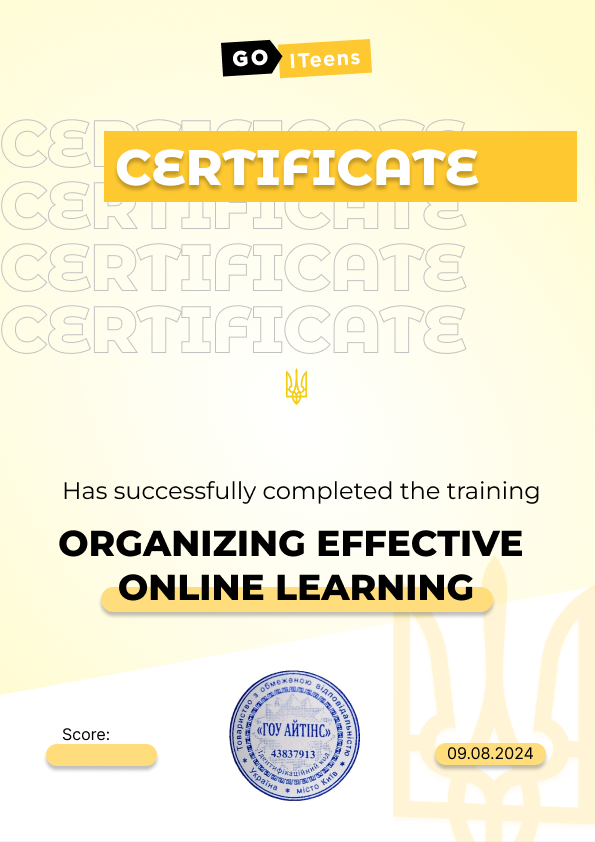 GO ITeens
CERTIFICATE
CERTIFICATE
CERTIFICATE
CERTIFICATE
CERTIFICATE
Has successfully completed the training
ORGANIZING EFFECTIVE
ONLINE LEARNING
Score:
Товариство з обмеженою відповідальністю
«ГОУ АЙТІНС»
43837913
Ідентифікаційний код
Україна * місто Київ
09.08.2024